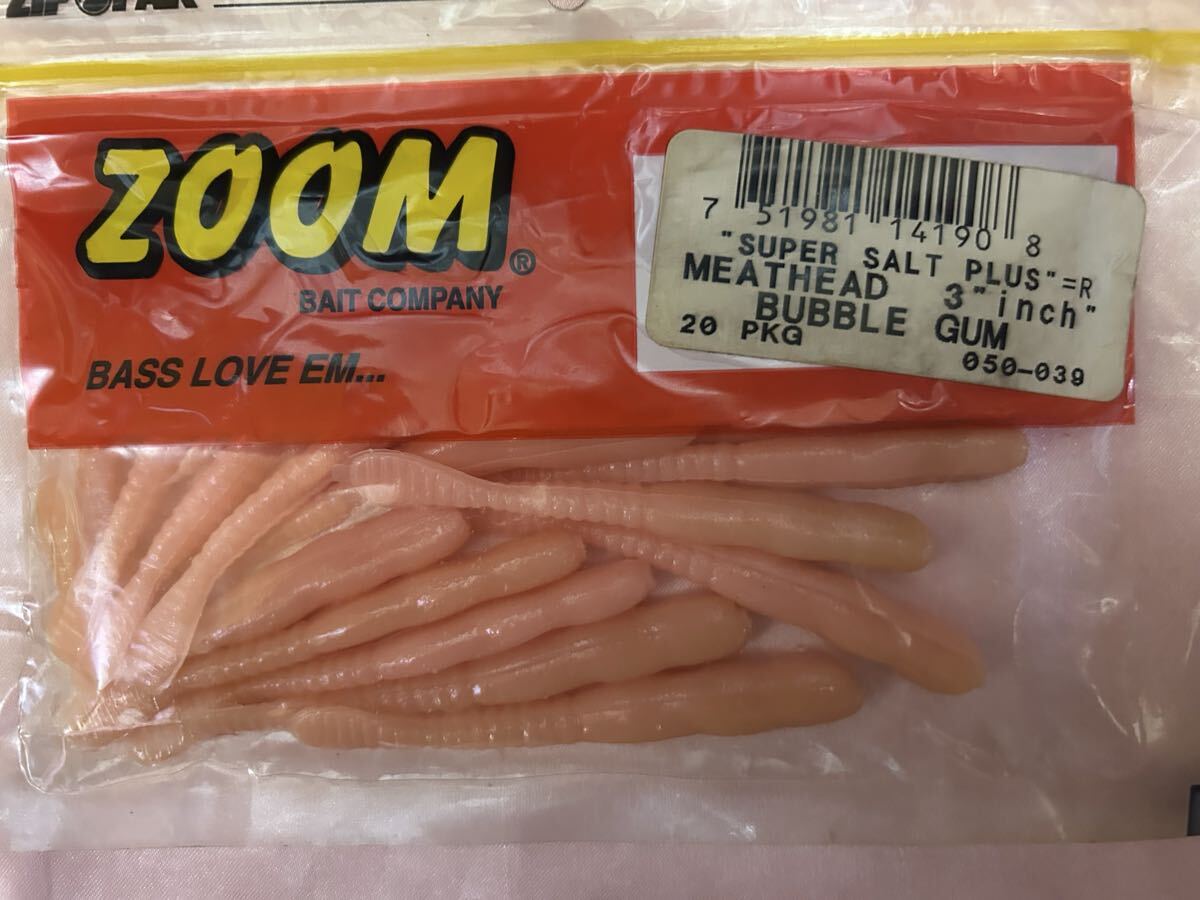 ZOOM®
BAIT COMPANY
BASS LOVE EM...
7 51981 14190 8
"SUPER SALT PLUS"=R
MEATHEAD 3"inch"
BUBBLE GUM
20 PKG
050-039